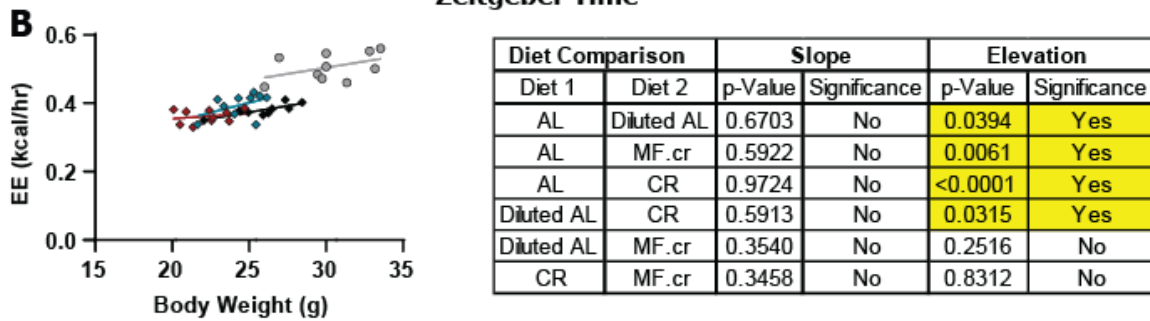 Zeitgeber Time
B
EE (kcal/hr)
0.6
0.4
0.2
0.0
15 20 25 30 35
Body Weight (g)
Diet Comparison Slope Elevation
Diet 1 Diet 2 p-Value Significance p-Value Significance
AL Diluted AL 0.6703 No 0.0394 Yes
AL MF.cr 0.5922 No 0.0061 Yes
AL CR 0.9724 No <0.0001 Yes
Diluted AL CR 0.5913 No 0.0315 Yes
Diluted AL MF.cr 0.3540 No 0.2516 No
CR MF.cr 0.3458 No 0.8312 No